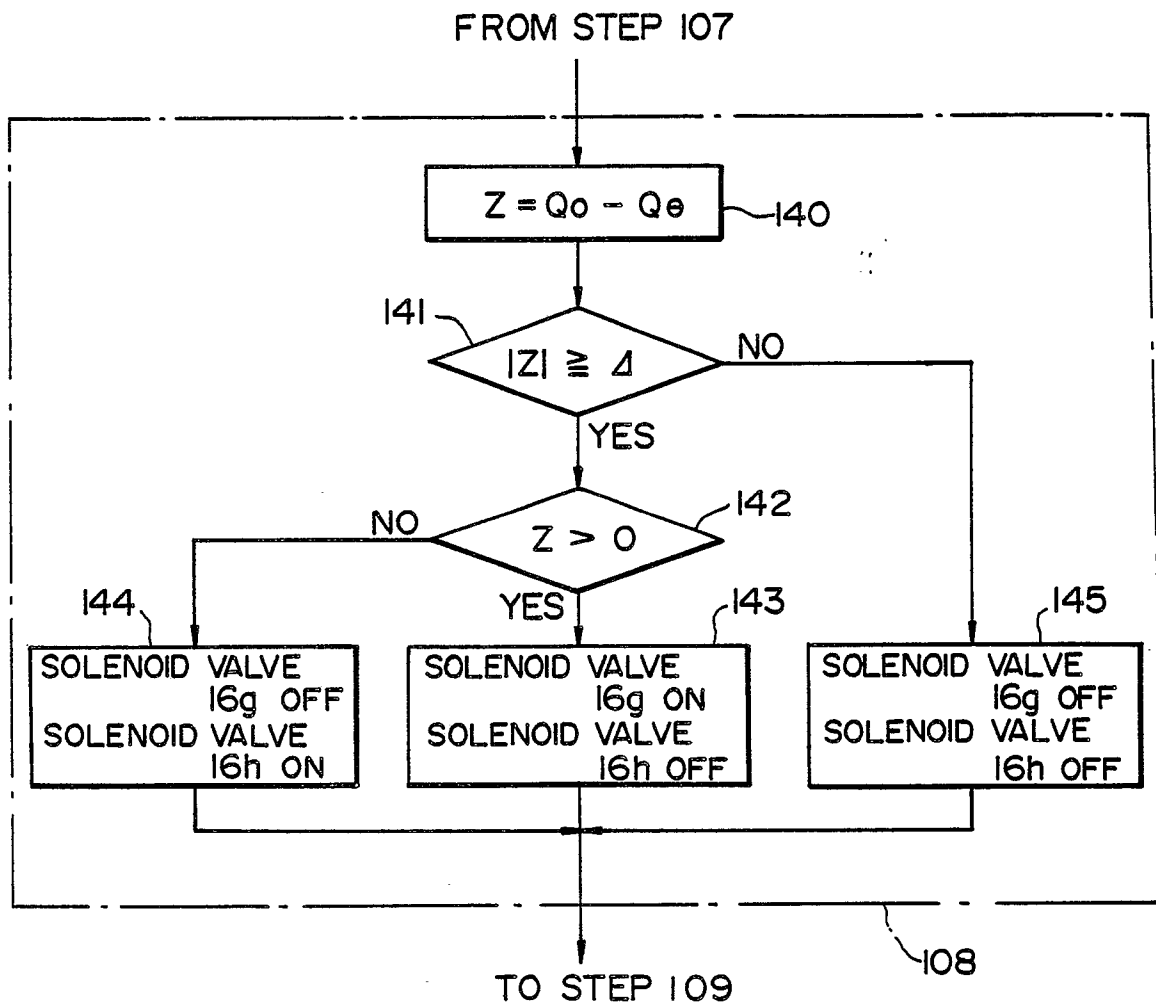 FROM STEP 107
Z = Qo - Qe
140
141
|Z| ≧ Δ
NO
YES
142
NO
Z > 0
YES
144
143
145
SOLENOID VALVE
16g OFF
SOLENOID VALVE
16h ON
SOLENOID VALVE
16g ON
SOLENOID VALVE
16h OFF
SOLENOID VALVE
16g OFF
SOLENOID VALVE
16h OFF
108
TO STEP 109